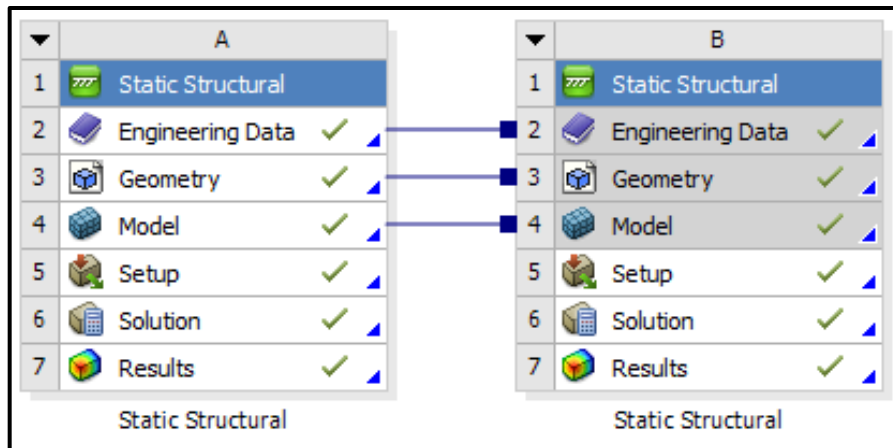 A
1 Static Structural
2 Engineering Data
3 Geometry
4 Model
5 Setup
6 Solution
7 Results
Static Structural
B
1 Static Structural
2 Engineering Data
3 Geometry
4 Model
5 Setup
6 Solution
7 Results
Static Structural